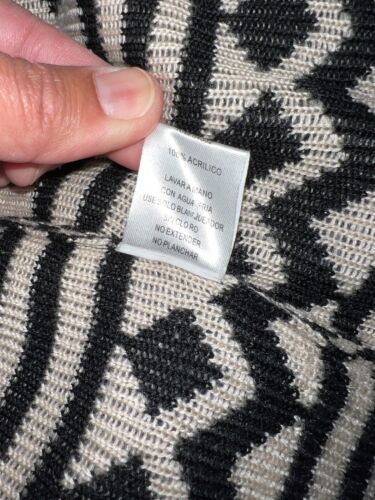 100% ACRILICO
LAVAR A MANO
CON AGUA FRIA
USE SOLO BLANQUEADOR
SIN CLORO
NO EXTENDER
NO PLANCHAR